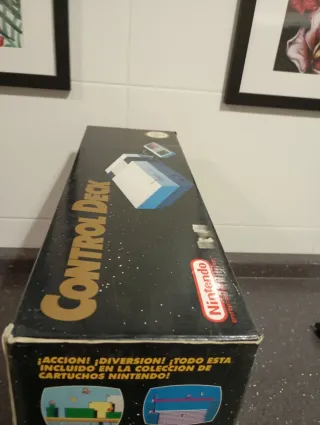 CONTROL DECK
Nintendo
¡ACCION! ¡DIVERSION! ¡TODO ESTA
INCLUIDO EN LA COLECCION DE
CARTUCHOS NINTENDO!